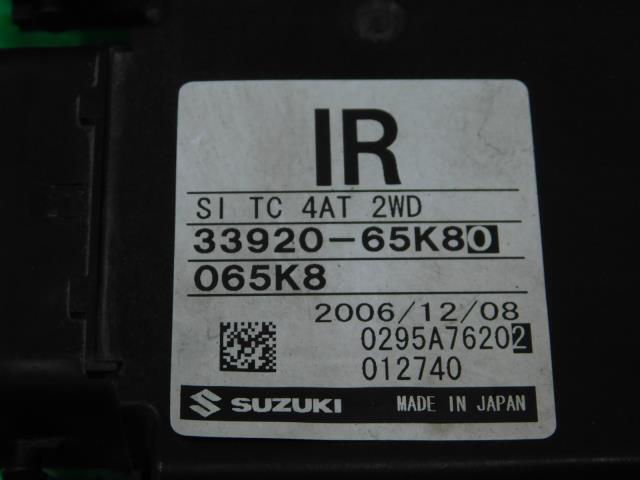 IR
SI TC 4AT 2WD
33920-65K80
065K8
2006/12/08
0295A76202
012740
SUZUKI MADE IN JAPAN